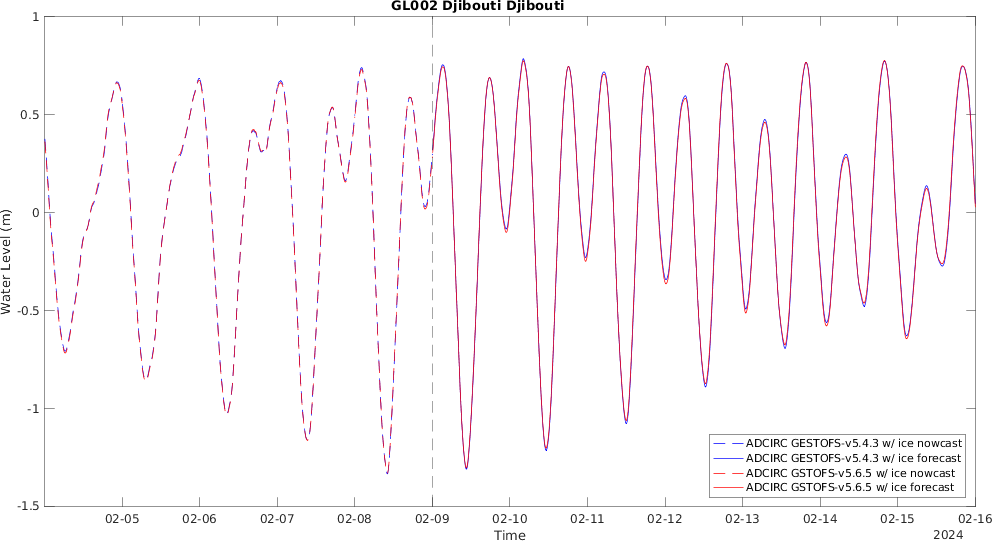 GL002 Djibouti Djibouti
1
0.5
0
-0.5
-1
-1.5
Water Level (m)
02-05 02-06 02-07 02-08 02-09 02-10 02-11 02-12 02-13 02-14 02-15 02-16
Time
2024
ADCIRC GESTOFS-v5.4.3 w/ ice nowcast
ADCIRC GESTOFS-v5.4.3 w/ ice forecast
ADCIRC GSTOFS-v5.6.5 w/ ice nowcast
ADCIRC GSTOFS-v5.6.5 w/ ice forecast